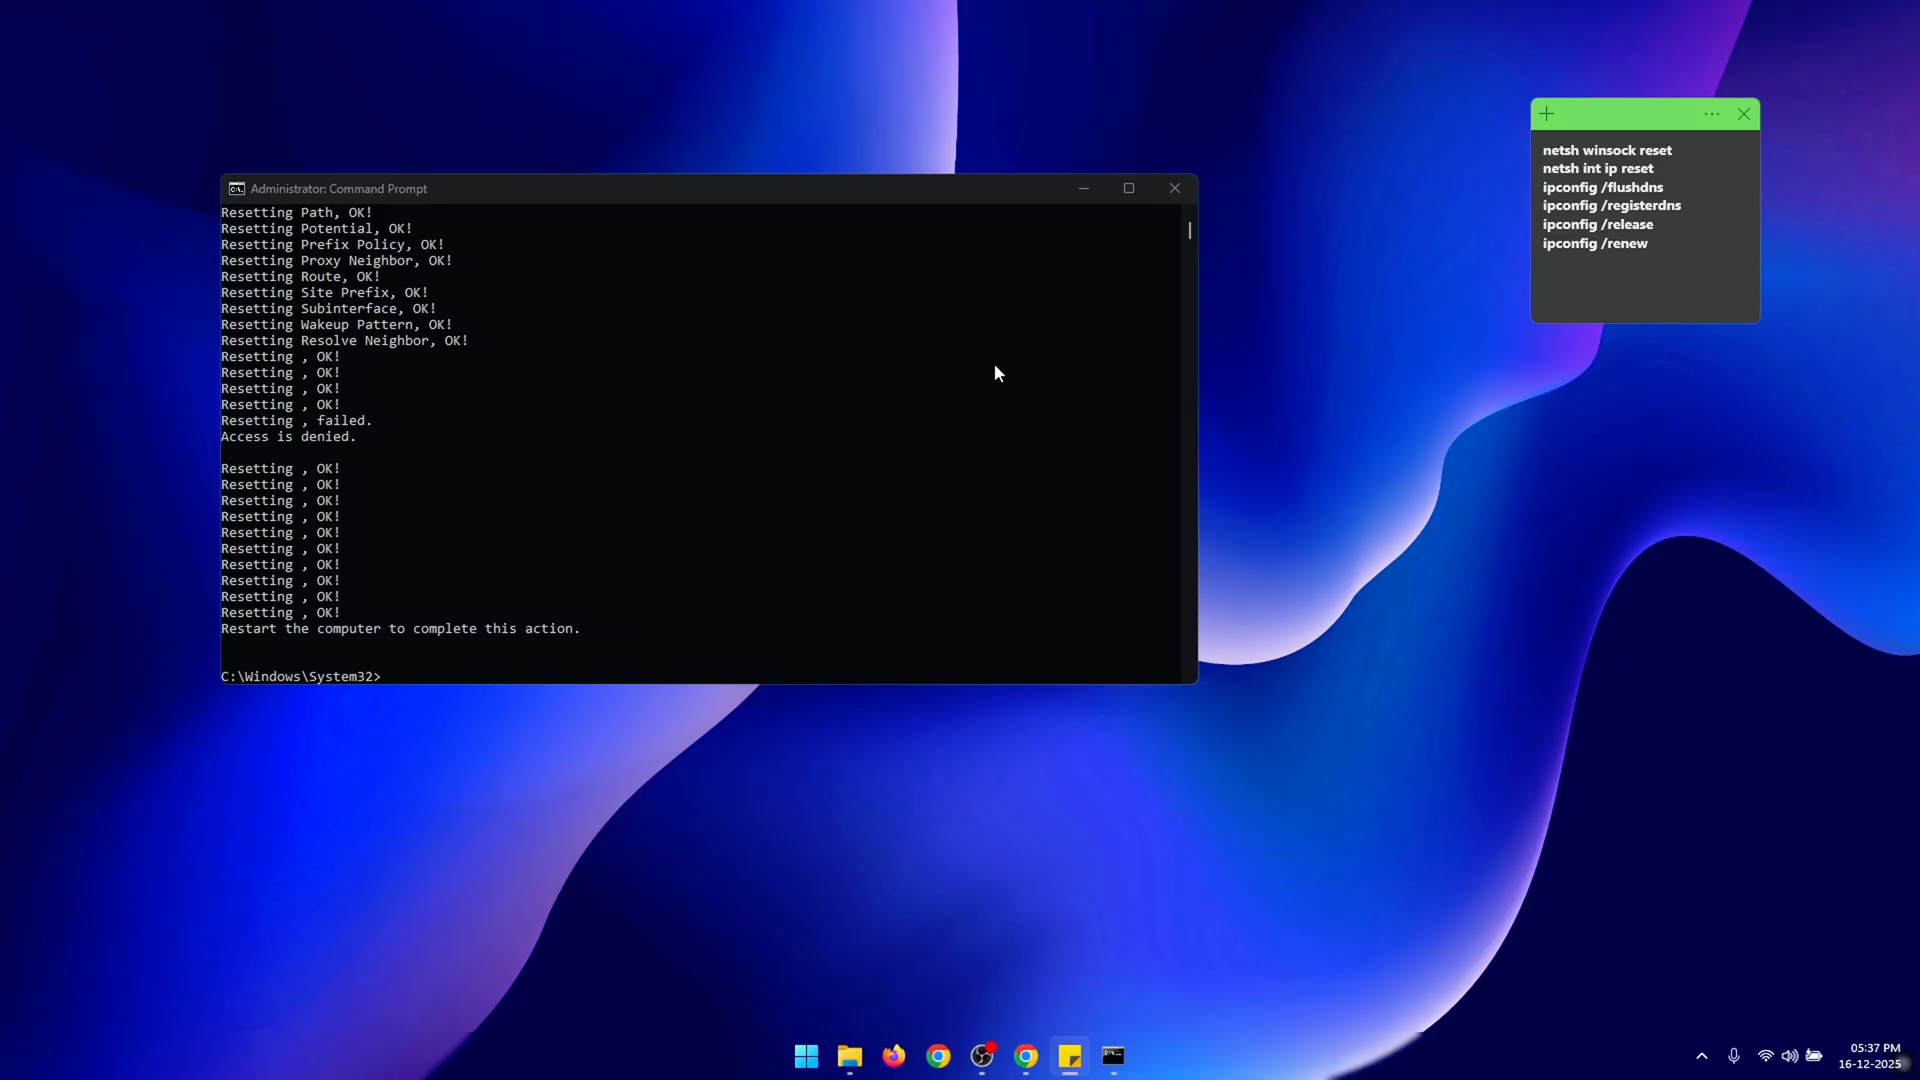 Administrator: Command Prompt
Resetting Path, OK!
Resetting Potential, OK!
Resetting Prefix Policy, OK!
Resetting Proxy Neighbor, OK!
Resetting Route, OK!
Resetting Site Prefix, OK!
Resetting Subinterface, OK!
Resetting Wakeup Pattern, OK!
Resetting Resolve Neighbor, OK!
Resetting , OK!
Resetting , OK!
Resetting , OK!
Resetting , OK!
Resetting , failed.
Access is denied.
Resetting , OK!
Resetting , OK!
Resetting , OK!
Resetting , OK!
Resetting , OK!
Resetting , OK!
Resetting , OK!
Resetting , OK!
Resetting , OK!
Resetting , OK!
Restart the computer to complete this action.
C:\Windows\System32>
netsh winsock reset
netsh int ip reset
ipconfig /flushdns
ipconfig /registerdns
ipconfig /release
ipconfig /renew
05:37 PM
16-12-2025